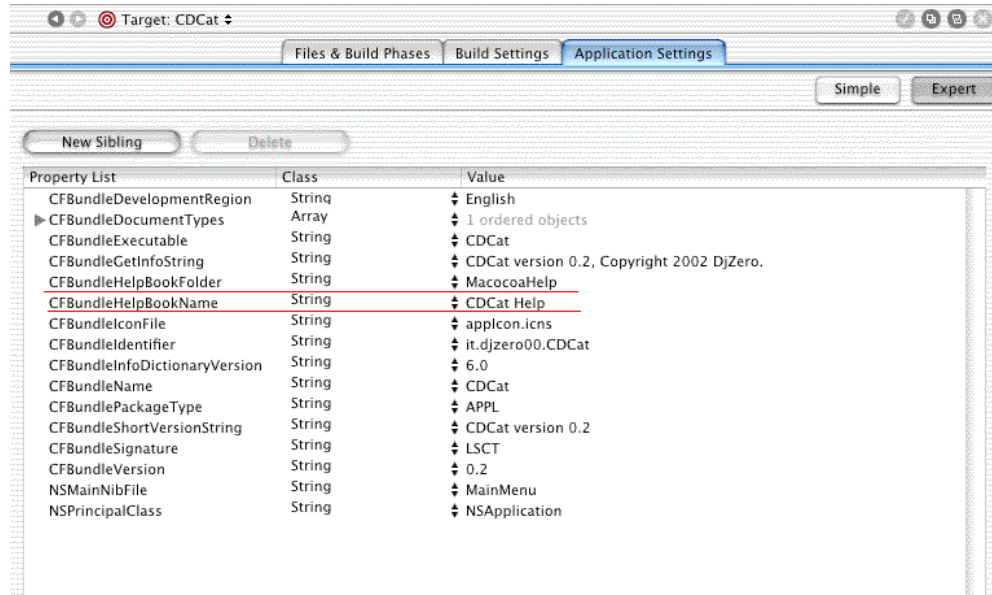 Target: CDCat
Files & Build Phases Build Settings Application Settings
Simple Expert
New Sibling Delete
Property List Class Value
CFBundleDevelopmentRegion String English
CFBundleDocumentTypes Array 1 ordered objects
CFBundleExecutable String CDCat
CFBundleGetInfoString String CDCat version 0.2, Copyright 2002 DjZero.
CFBundleHelpBookFolder String MacocoaHelp
CFBundleHelpBookName String CDCat Help
CFBundleIconFile String appIcon.icns
CFBundleIdentifier String it.djzero00.CDCat
CFBundleInfoDictionaryVersion String 6.0
CFBundleName String CDCat
CFBundlePackageType String APPL
CFBundleShortVersionString String CDCat version 0.2
CFBundleSignature String LSCT
CFBundleVersion String 0.2
NSMainNibFile String MainMenu
NSPrincipalClass String NSApplication